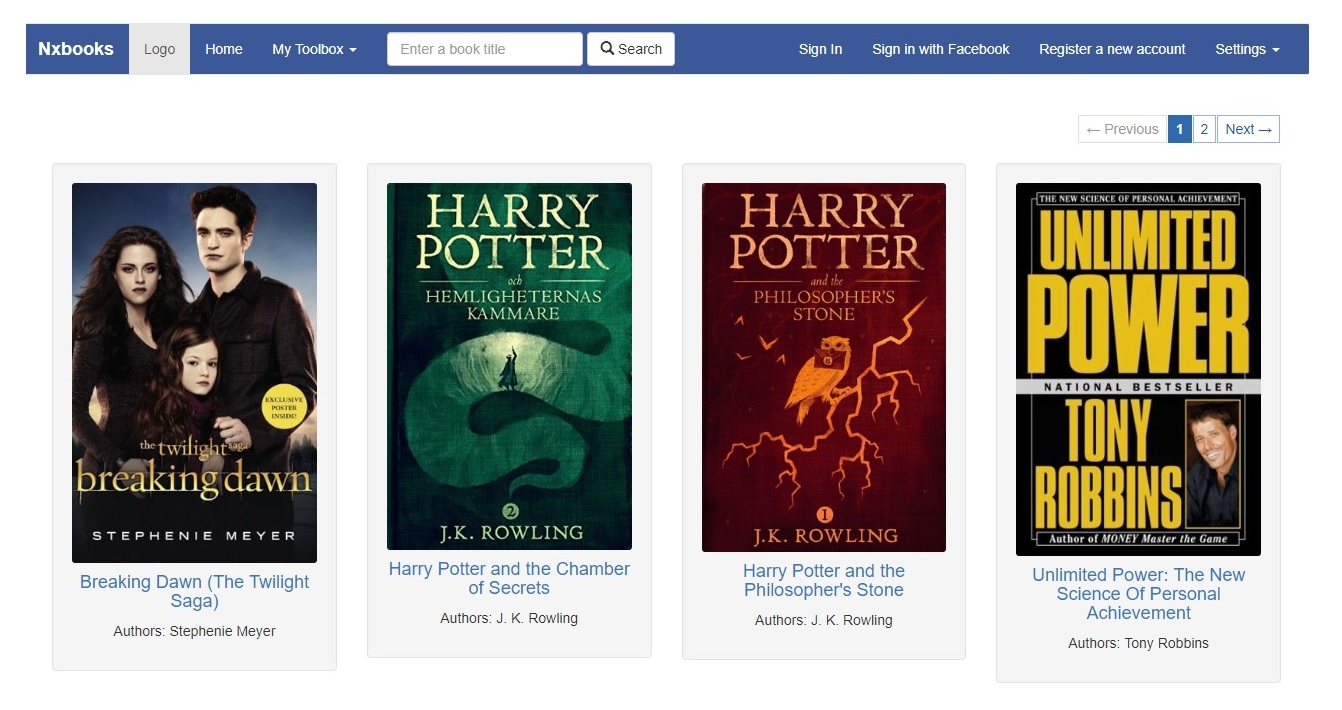 Nxbooks Logo Home My Toolbox Enter a book title Search Sign In Sign in with Facebook Register a new account Settings
← Previous 1 2 Next →
EXCLUSIVE
POSTER
INSIDE!
the twilight saga
breaking dawn
STEPHENIE MEYER
Breaking Dawn (The Twilight
Saga)
Authors: Stephenie Meyer
HARRY
POTTER
och
HEMLIGHETERNAS
KAMMARE
2
J.K. ROWLING
Harry Potter and the Chamber
of Secrets
Authors: J. K. Rowling
HARRY
POTTER
and the
PHILOSOPHER'S
STONE
1
J.K. ROWLING
Harry Potter and the
Philosopher's Stone
Authors: J. K. Rowling
THE NEW SCIENCE OF PERSONAL ACHIEVEMENT
UNLIMITED
POWER
NATIONAL BESTSELLER
TONY
ROBBINS
Author of MONEY Master the Game
Unlimited Power: The New
Science Of Personal
Achievement
Authors: Tony Robbins